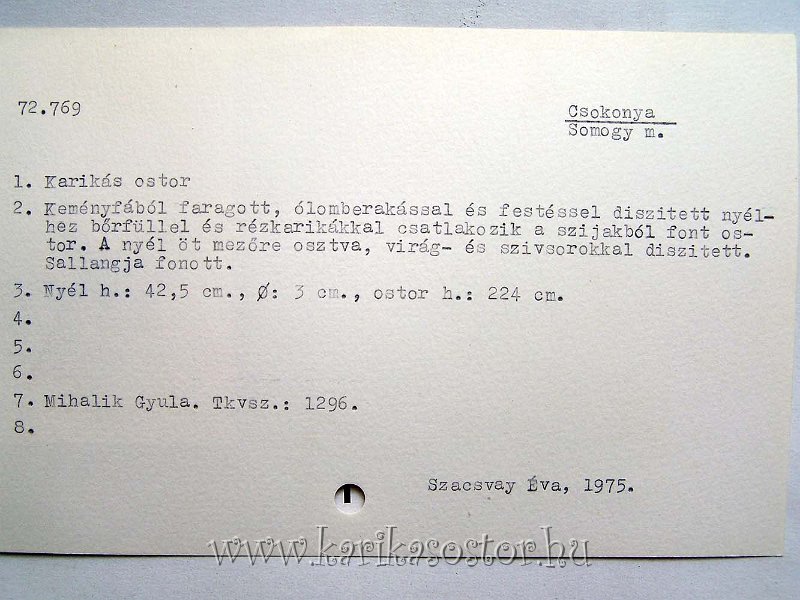 72.769
Csokonya
Somogy m.
1. Karikás ostor
2. Keményfából faragott, ólomberakással és festéssel diszitett nyél-
hez bőrfüllel és rézkarikákkal csatlakozik a szijakból font os-
tor. A nyél öt mezőre osztva, virág- és szivsorokkal diszitett.
Sallangja fonott.
3. Nyél h.: 42,5 cm., Ø: 3 cm., ostor h.: 224 cm.
4.
5.
6.
7. Mihalik Gyula. Tkvsz.: 1296.
8.
Szacsvay Éva, 1975.
www.karikasostor.hu